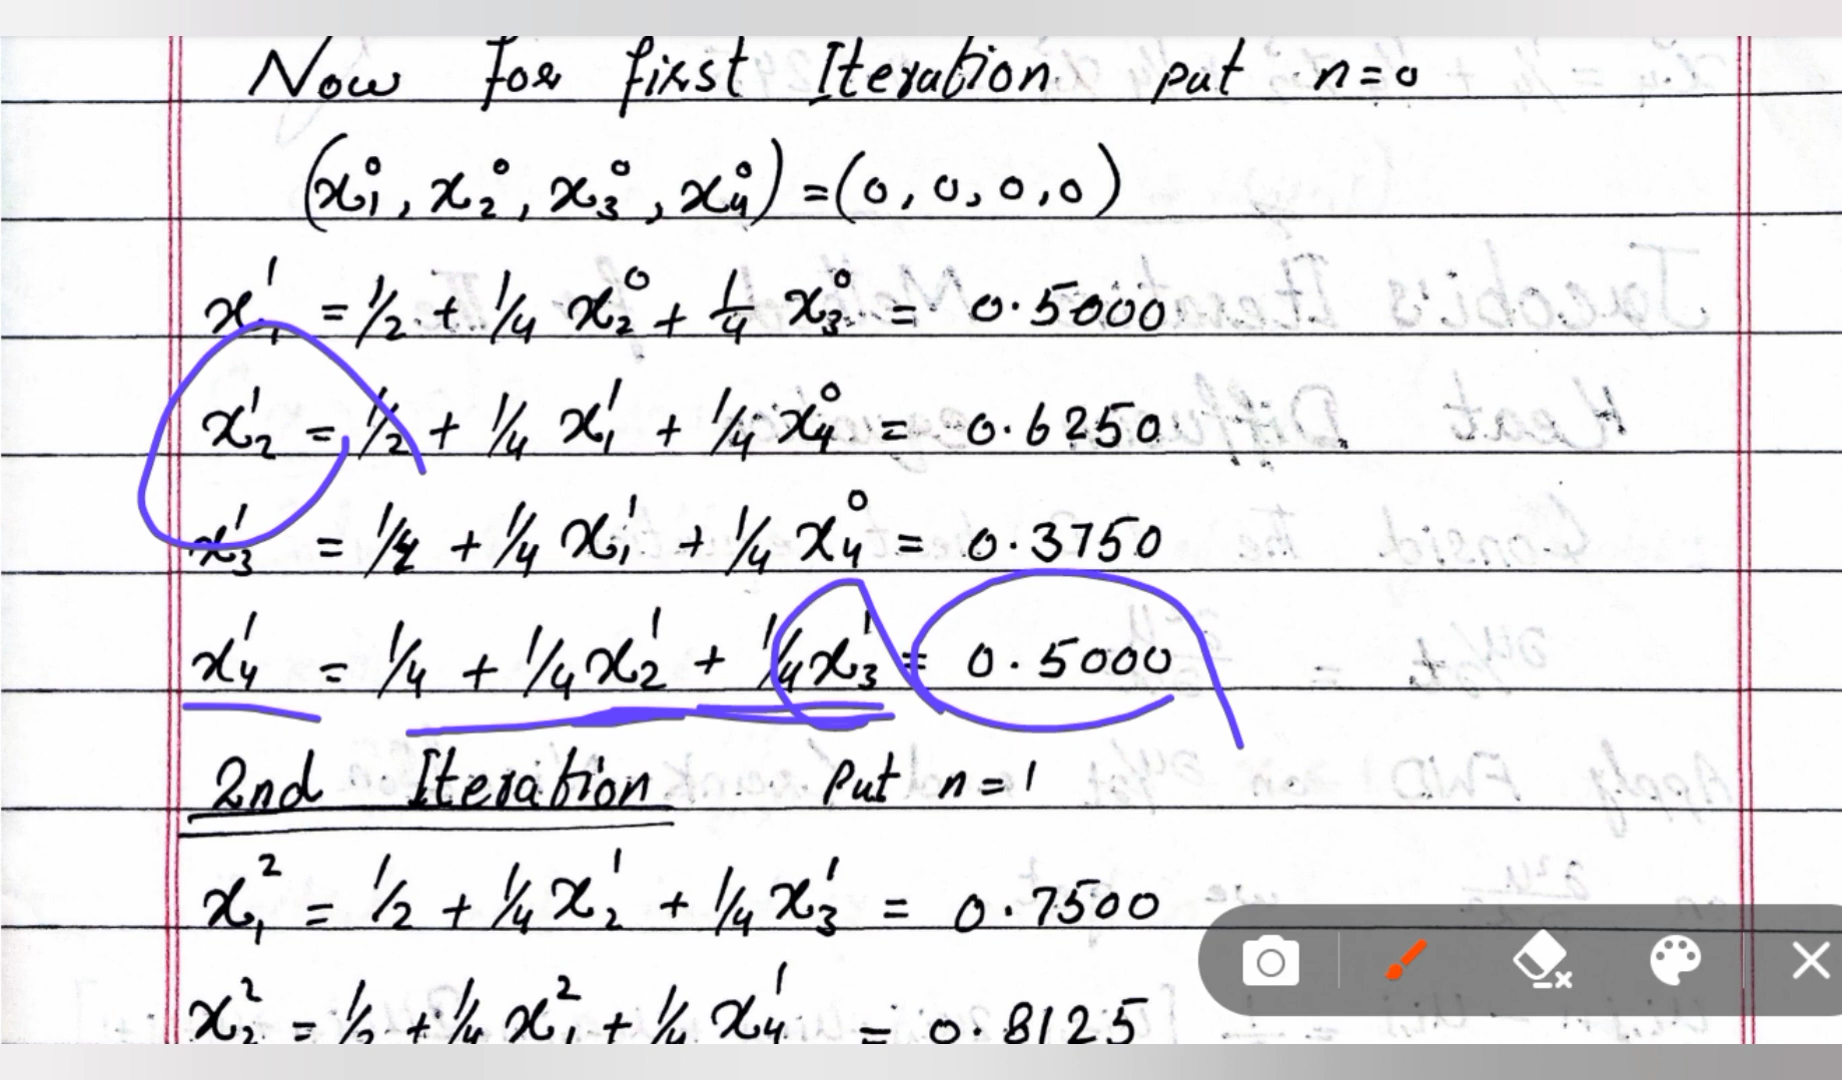 Now for first Iteration put n=0
(x₁⁰, x₂⁰, x₃⁰, x₄⁰) = (0, 0, 0, 0)
x₁¹ = 1/2 + 1/4 x₂⁰ + 1/4 x₃⁰ = 0.5000
x₂¹ = 1/2 + 1/4 x₁¹ + 1/4 x₄⁰ = 0.6250
x₃¹ = 1/4 + 1/4 x₁¹ + 1/4 x₄⁰ = 0.3750
x₄¹ = 1/4 + 1/4 x₂¹ + 1/4 x₃¹ = 0.5000
2nd Iteration Put n=1
x₁² = 1/2 + 1/4 x₂¹ + 1/4 x₃¹ = 0.7500
x₂² = 1/2 + 1/4 x₁² + 1/4 x₄¹ = 0.8125